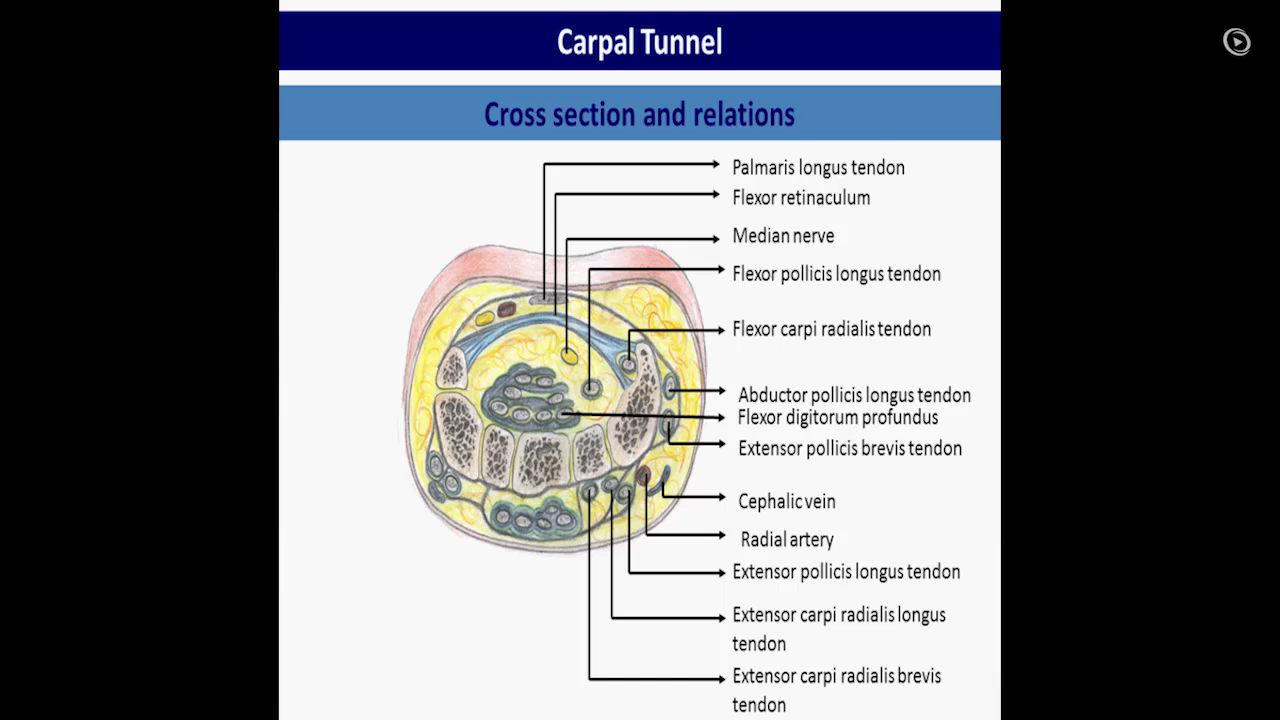 Carpal Tunnel
Cross section and relations
Palmaris longus tendon
Flexor retinaculum
Median nerve
Flexor pollicis longus tendon
Flexor carpi radialis tendon
Abductor pollicis longus tendon
Flexor digitorum profundus
Extensor pollicis brevis tendon
Cephalic vein
Radial artery
Extensor pollicis longus tendon
Extensor carpi radialis longus
tendon
Extensor carpi radialis brevis
tendon